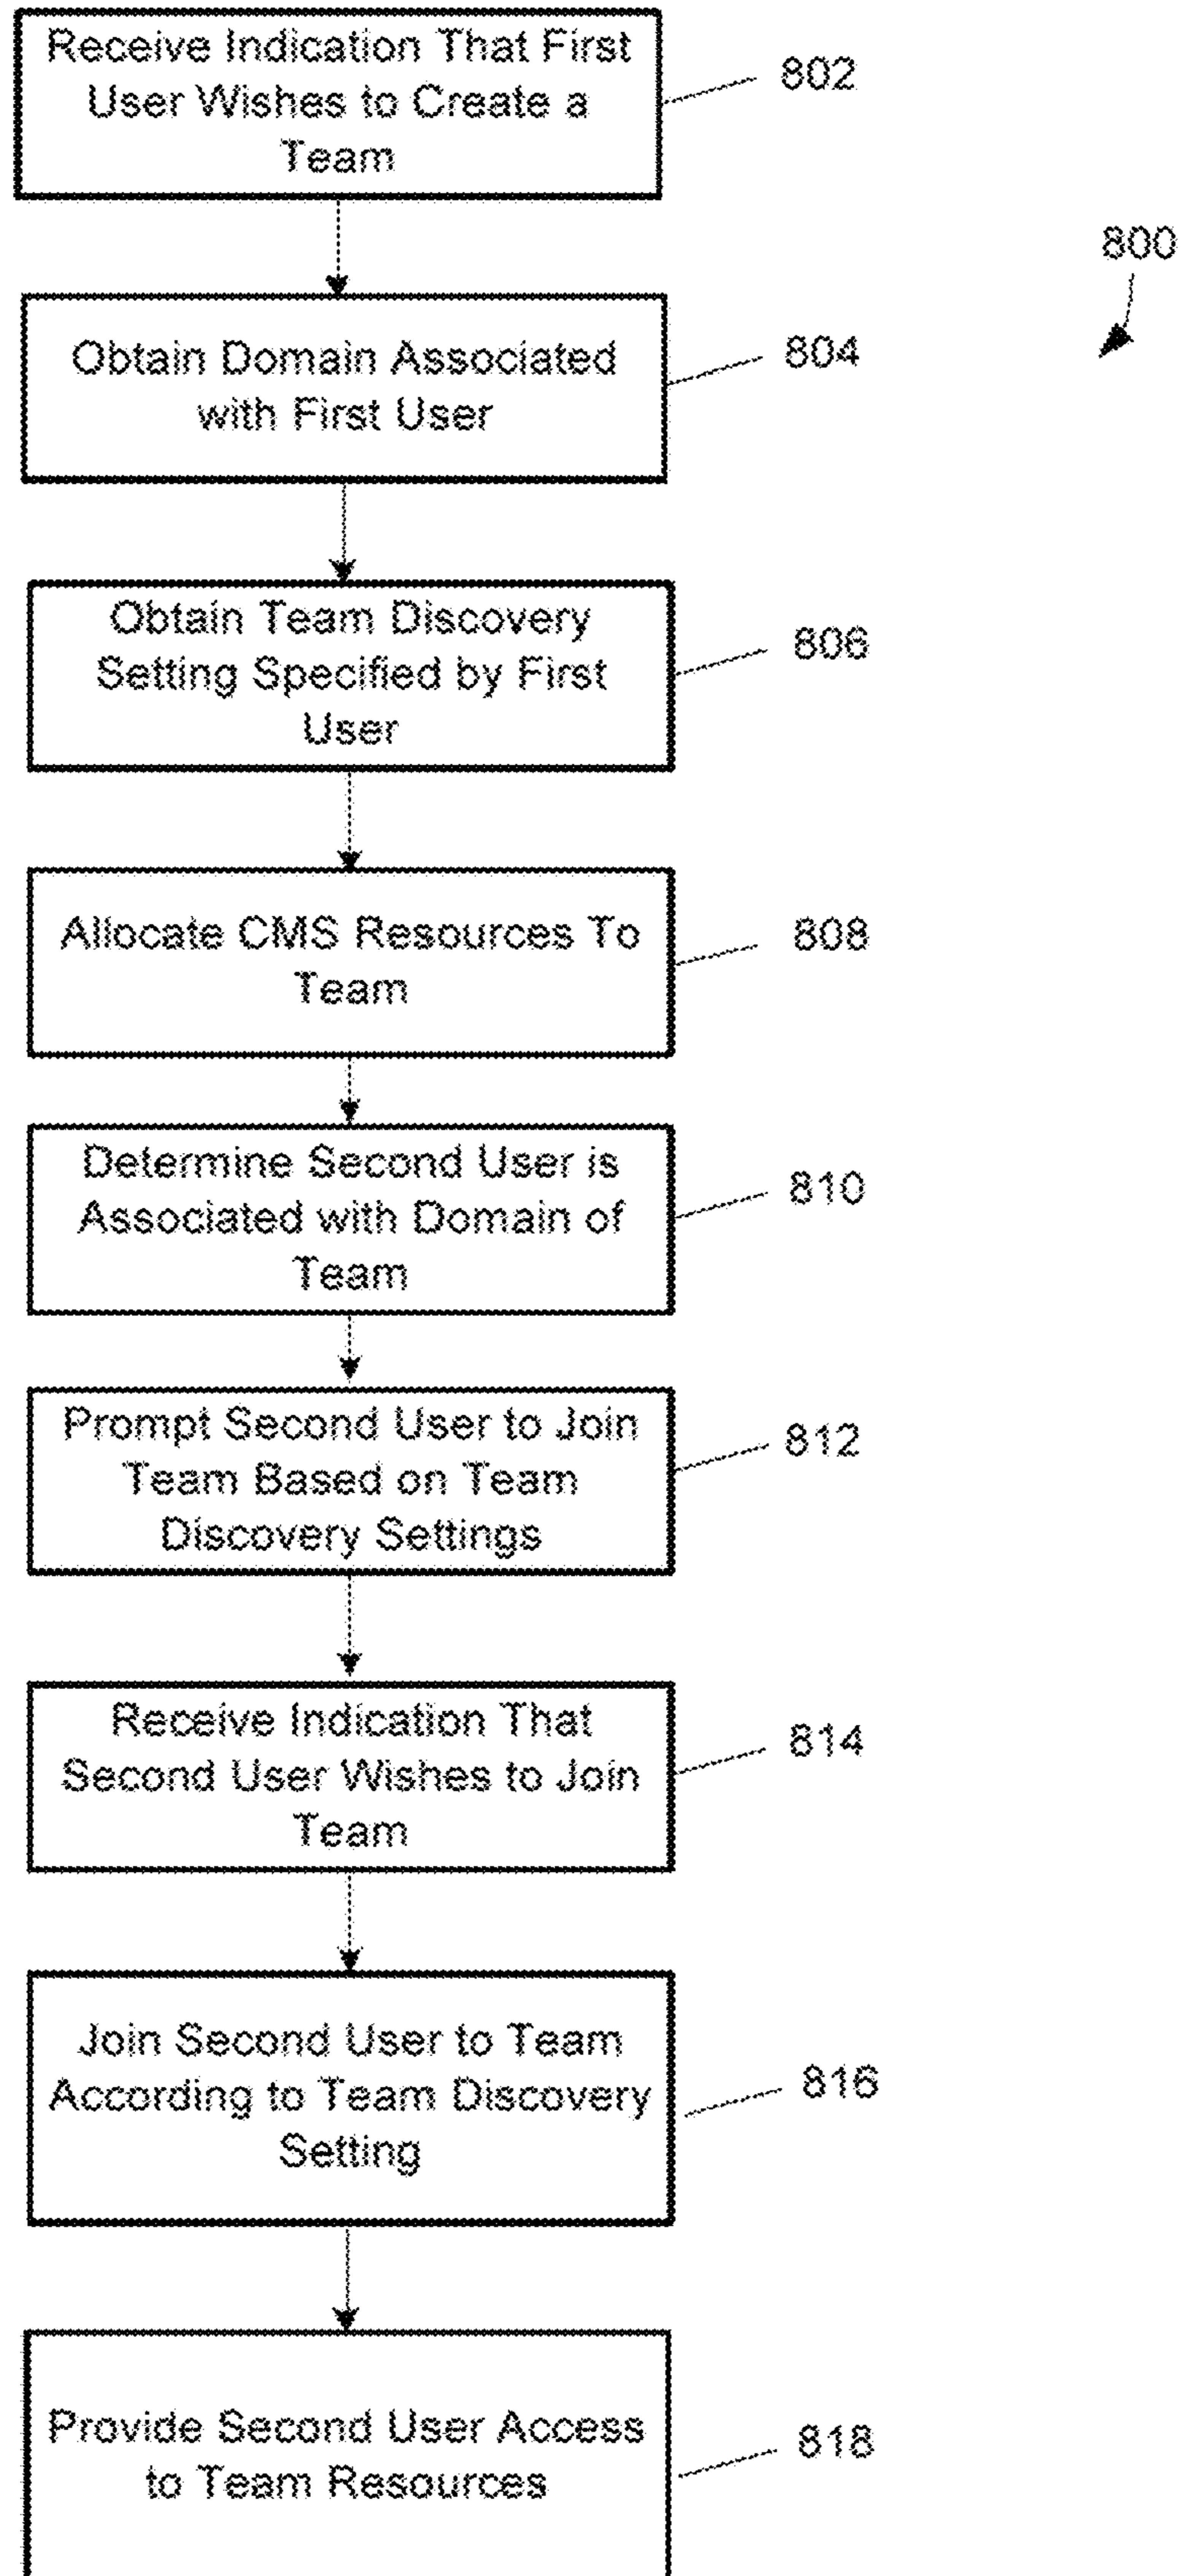 Receive Indication That First
User Wishes to Create a
Team
802
800
Obtain Domain Associated
with First User
804
Obtain Team Discovery
Setting Specified by First
User
806
Allocate CMS Resources To
Team
808
Determine Second User is
Associated with Domain of
Team
810
Prompt Second User to Join
Team Based on Team
Discovery Settings
812
Receive Indication That
Second User Wishes to Join
Team
814
Join Second User to Team
According to Team Discovery
Setting
816
Provide Second User Access
to Team Resources
818